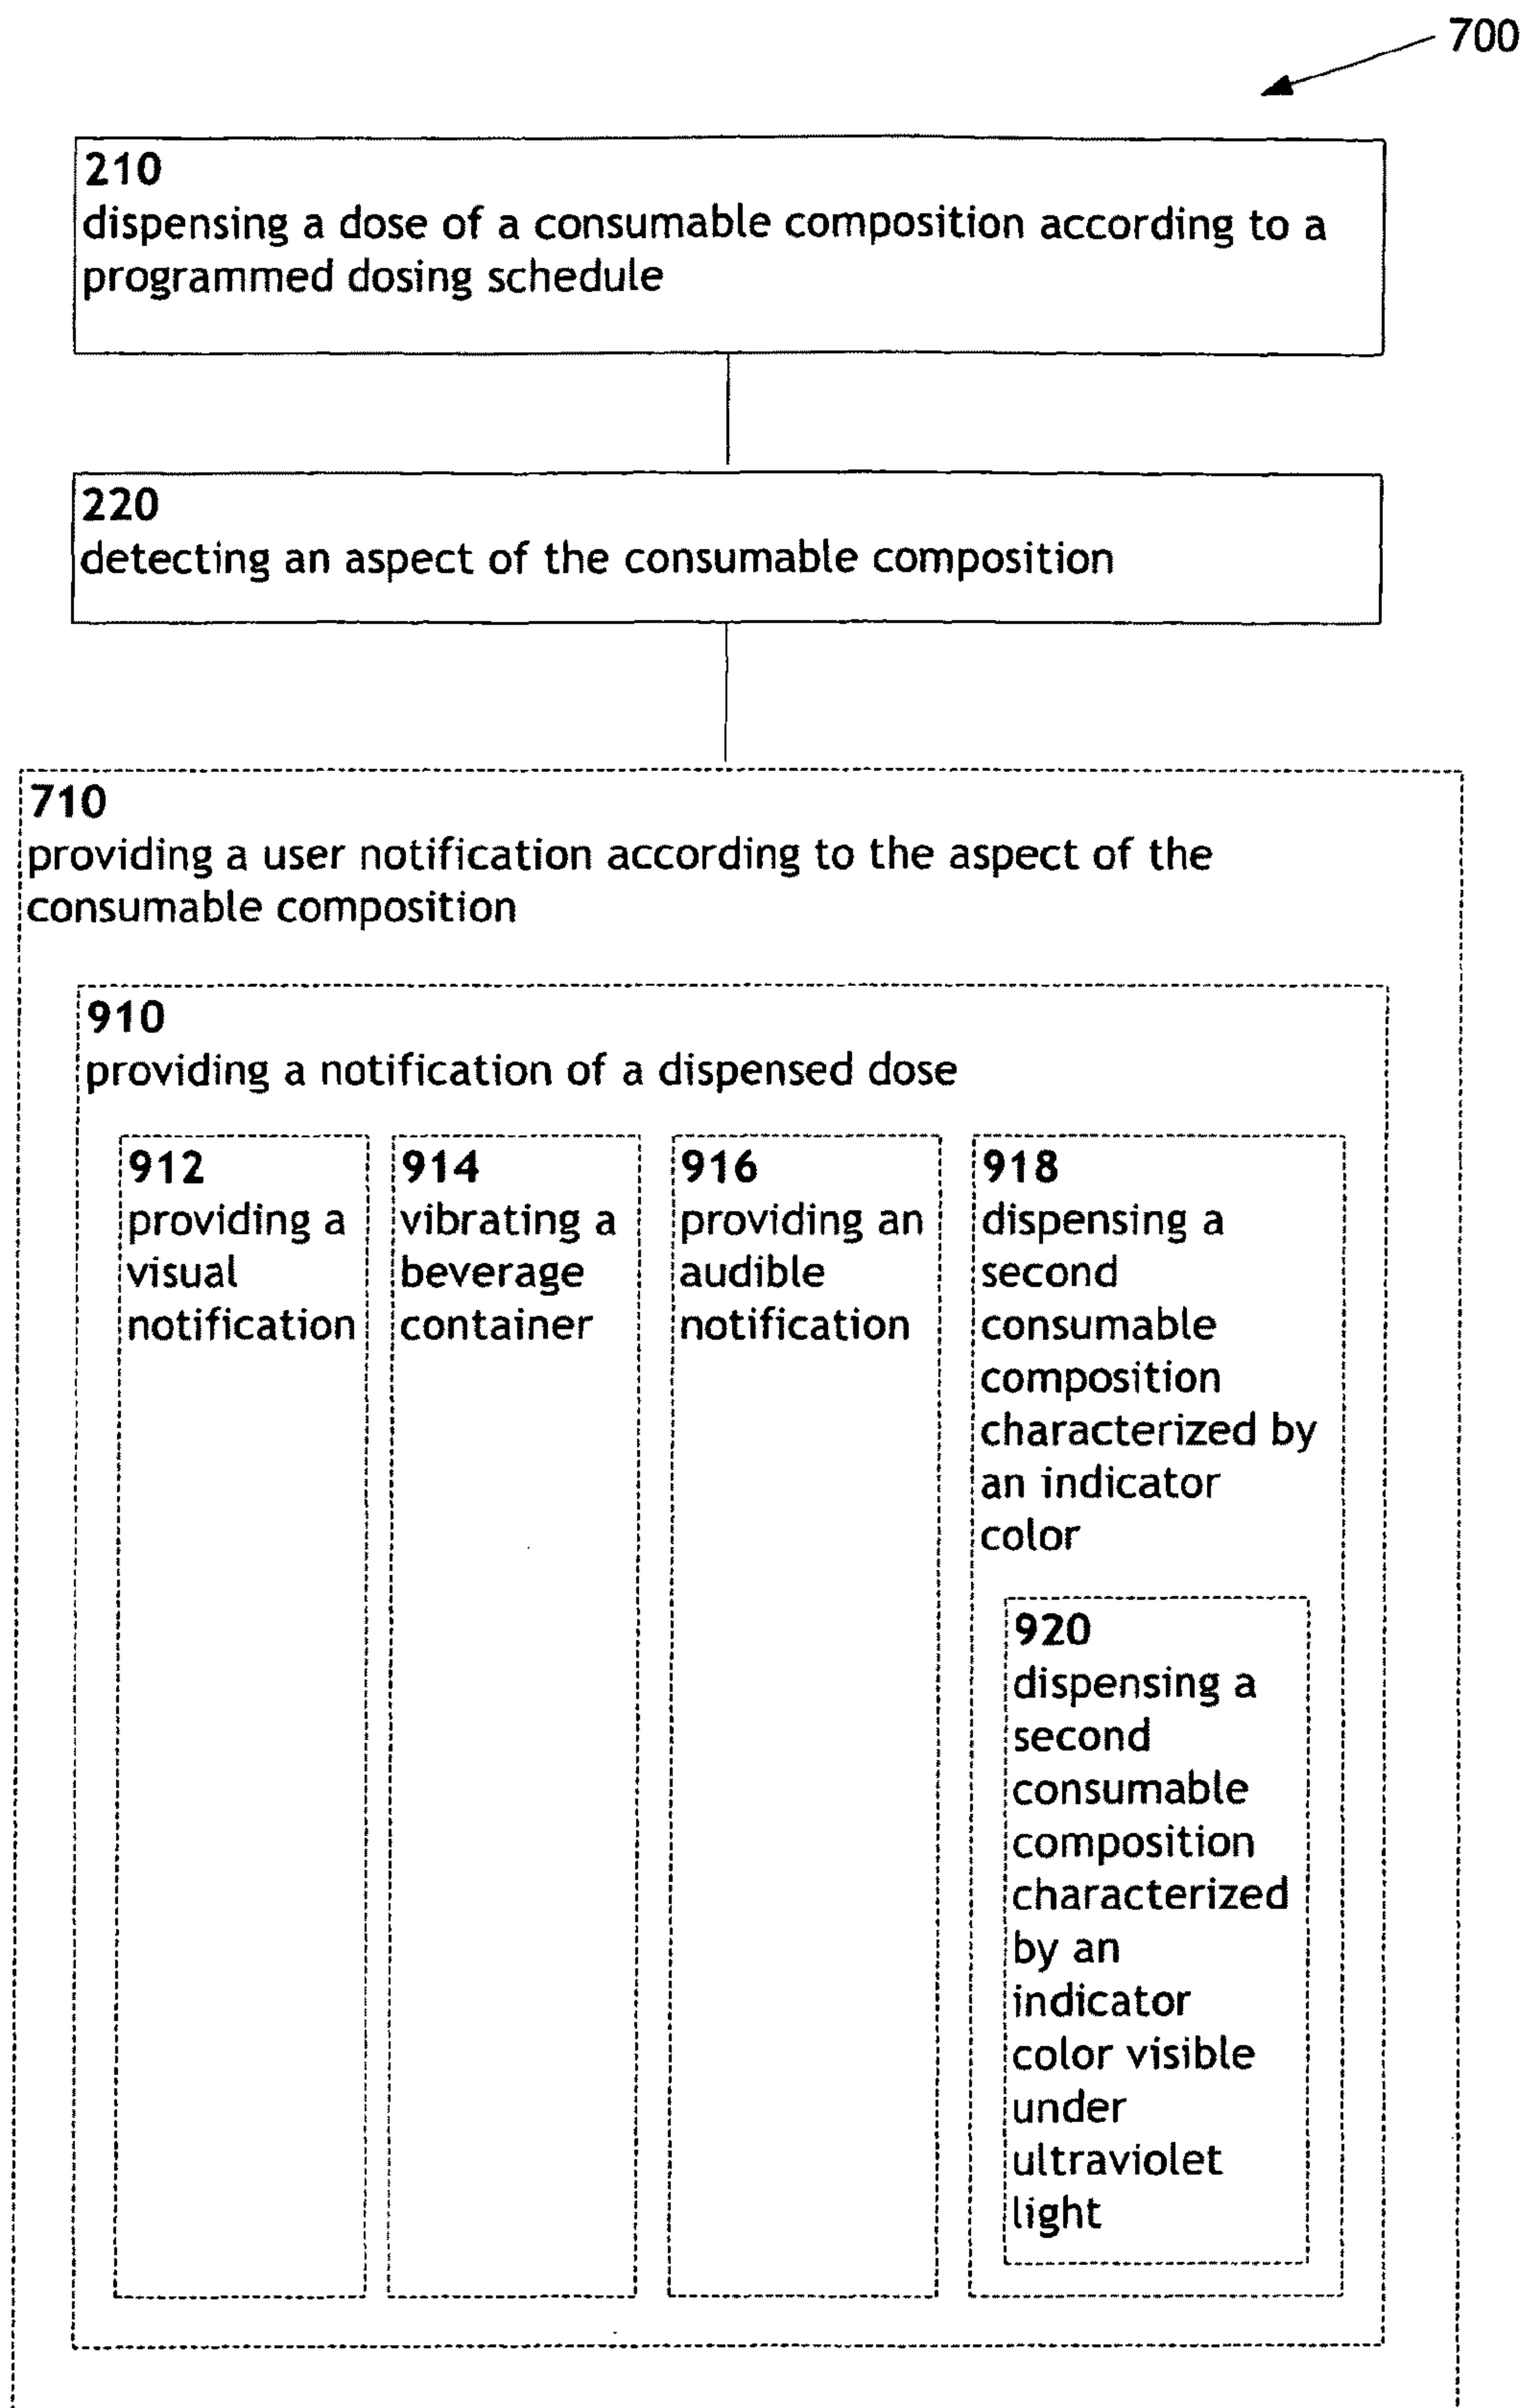 700
210
dispensing a dose of a consumable composition according to a
programmed dosing schedule
220
detecting an aspect of the consumable composition
710
providing a user notification according to the aspect of the
consumable composition
910
providing a notification of a dispensed dose
912
providing a
visual
notification
914
vibrating a
beverage
container
916
providing an
audible
notification
918
dispensing a
second
consumable
composition
characterized by
an indicator
color
920
dispensing a
second
consumable
composition
characterized
by an
indicator
color visible
under
ultraviolet
light